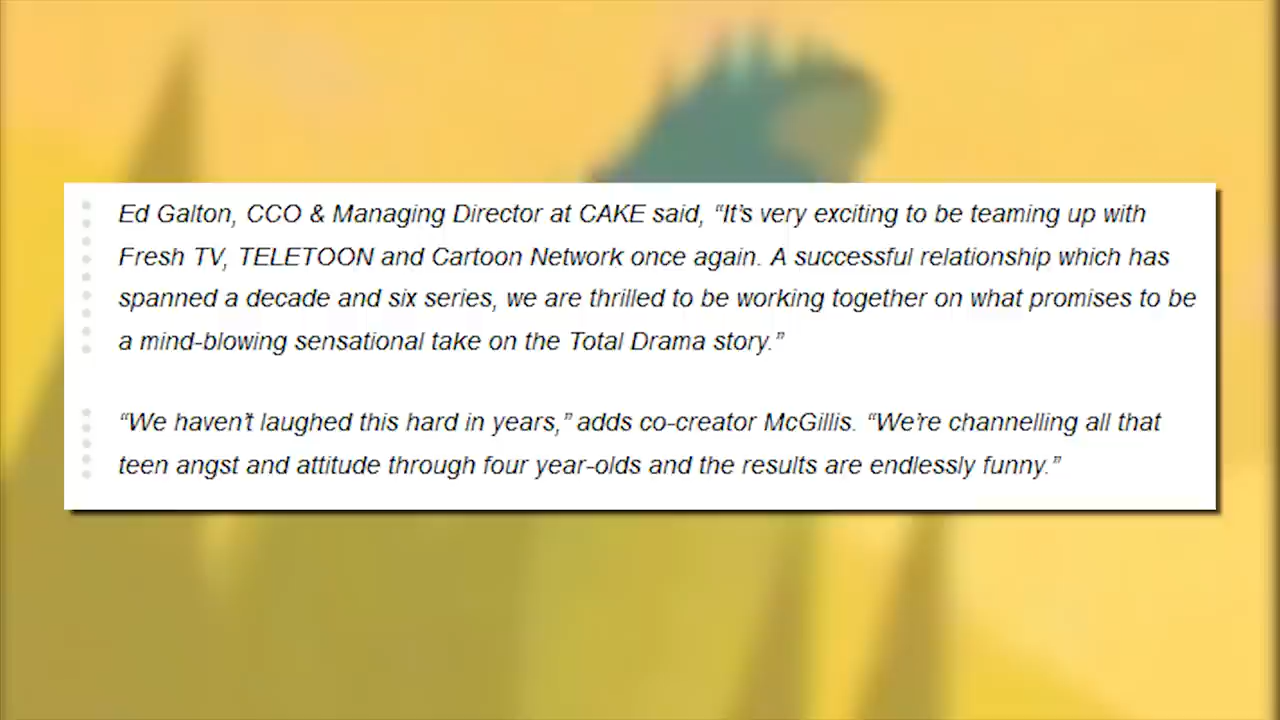 Ed Galton, CCO & Managing Director at CAKE said, “It’s very exciting to be teaming up with
Fresh TV, TELETOON and Cartoon Network once again. A successful relationship which has
spanned a decade and six series, we are thrilled to be working together on what promises to be
a mind-blowing sensational take on the Total Drama story.”
“We haven’t laughed this hard in years,” adds co-creator McGillis. “We’re channelling all that
teen angst and attitude through four year-olds and the results are endlessly funny.”